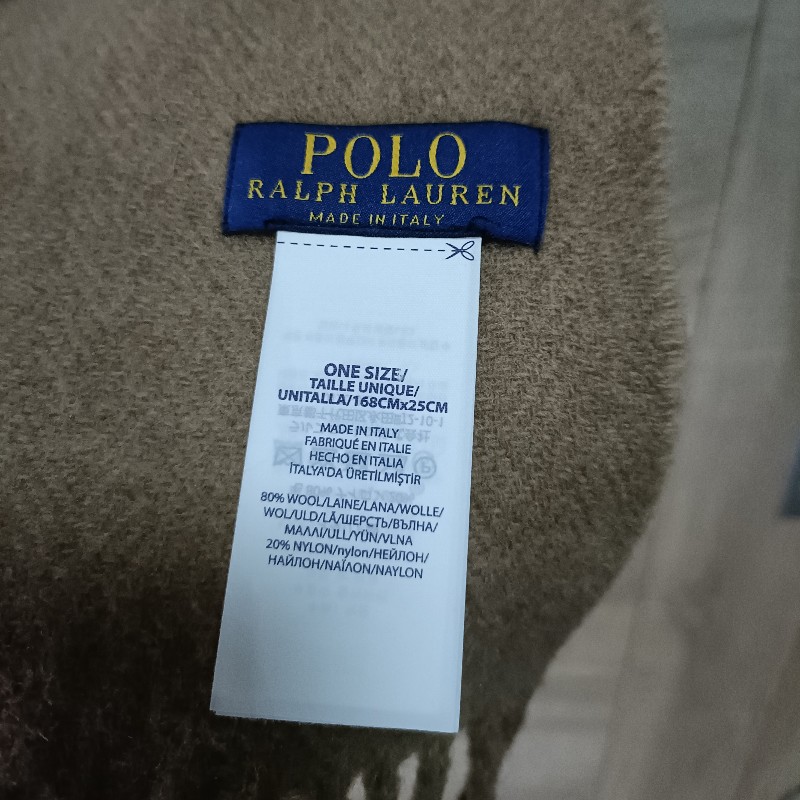 POLO
RALPH LAUREN
MADE IN ITALY
ONE SIZE/
TAILLE UNIQUE/
UNITALLA/168CMx25CM
MADE IN ITALY
FABRIQUÉ EN ITALIE
HECHO EN ITALIA
İTALYA'DA ÜRETİLMİŞTİR
80% WOOL/LAINE/LANA/WOLLE/
WOL/ULD/LÃ/ШЕРСТЬ/ВЪЛНА/
ΜΑΛΛΙ/ULL/YÜN/VLNA
20% NYLON/nylon/НЕЙЛОН/
НАЙЛОН/ΝΑΪΛΟΝ/NAYLON